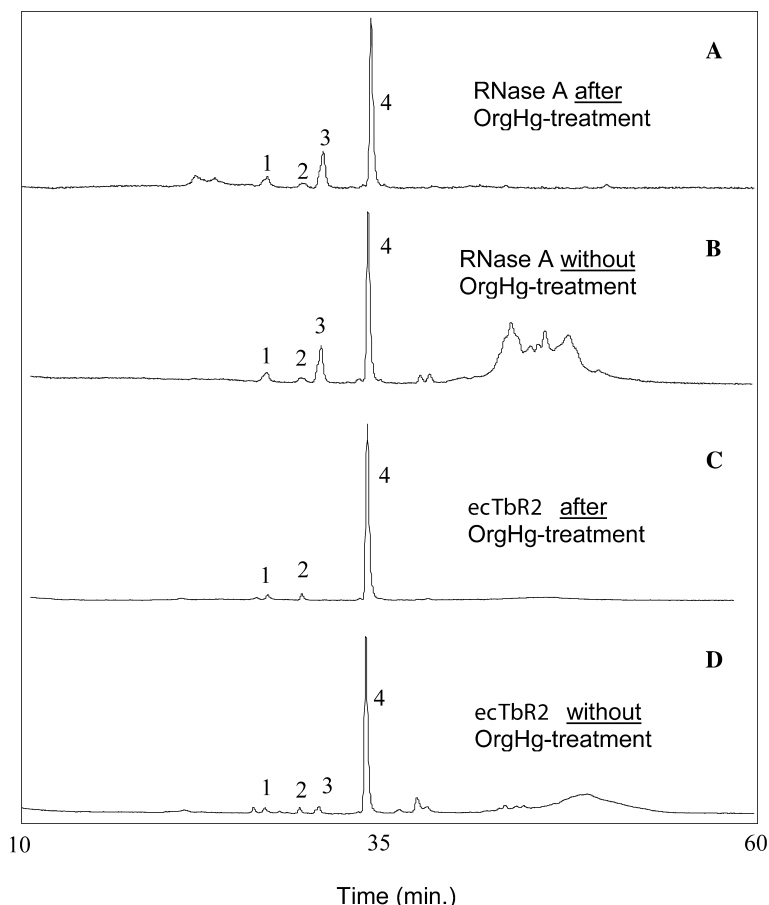 A
RNase A after
OrgHg-treatment
4
3
1
2
B
RNase A without
OrgHg-treatment
4
3
1
2
C
ecTbR2 after
OrgHg-treatment
4
1
2
D
ecTbR2 without
OrgHg-treatment
4
1
2
3
10
35
60
Time (min.)